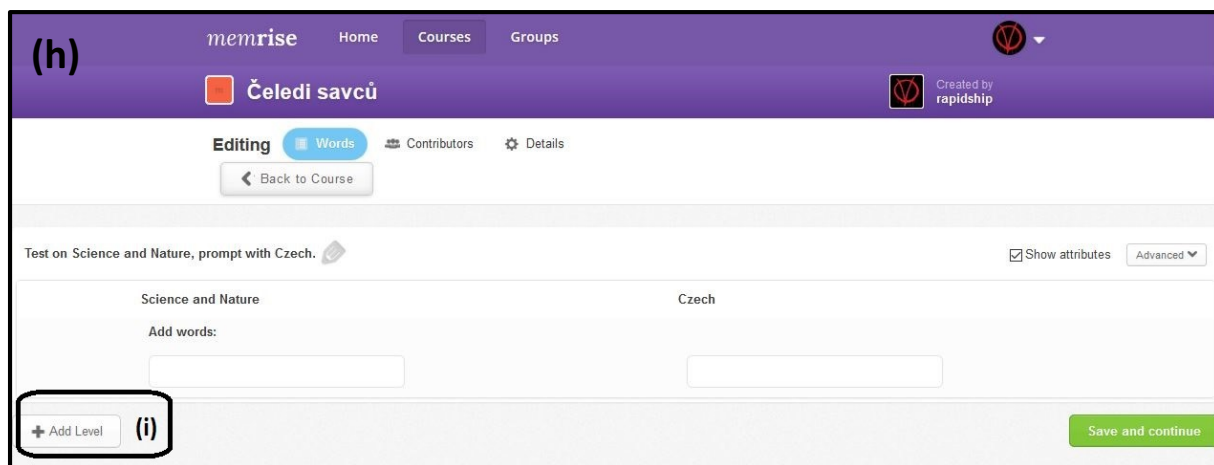 (h)
memrise Home Courses Groups
Čeledi savců
Created by
rapidship
Editing Words Contributors Details
Back to Course
Test on Science and Nature, prompt with Czech.
Show attributes Advanced
Science and Nature Czech
Add words:
Add Level (i) Save and continue